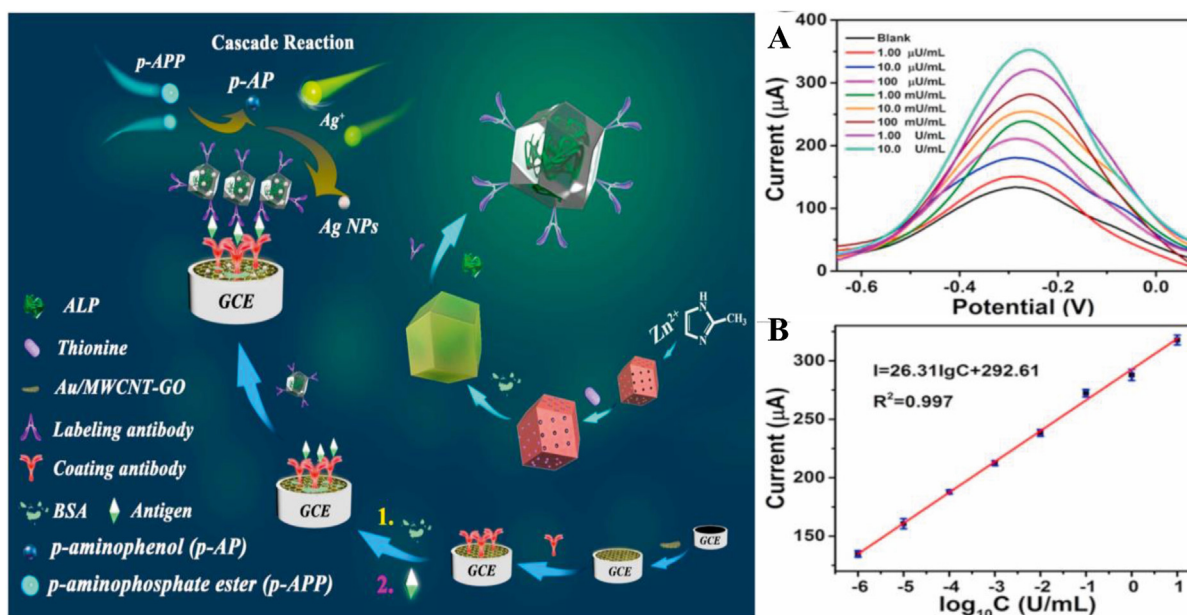 Cascade Reaction
p-APP
p-AP
Ag+
Ag NPs
GCE
ALP
Thionine
Au/MWCNT-GO
Labeling antibody
Coating antibody
BSA
Antigen
p-aminophenol (p-AP)
p-aminophosphate ester (p-APP)
GCE
1.
2.
GCE
GCE
GCE
Zn2+
H
N
N
CH3
A
Blank
1.00 μU/mL
10.0 μU/mL
100 μU/mL
1.00 mU/mL
10.0 mU/mL
100 mU/mL
1.00 U/mL
10.0 U/mL
Current (μA)
400
300
200
100
0
-0.6
-0.4
-0.2
0.0
Potential (V)
B
I=26.31lgC+292.61
R2=0.997
Current (μA)
300
250
200
150
-6
-5
-4
-3
-2
-1
0
1
log10C (U/mL)